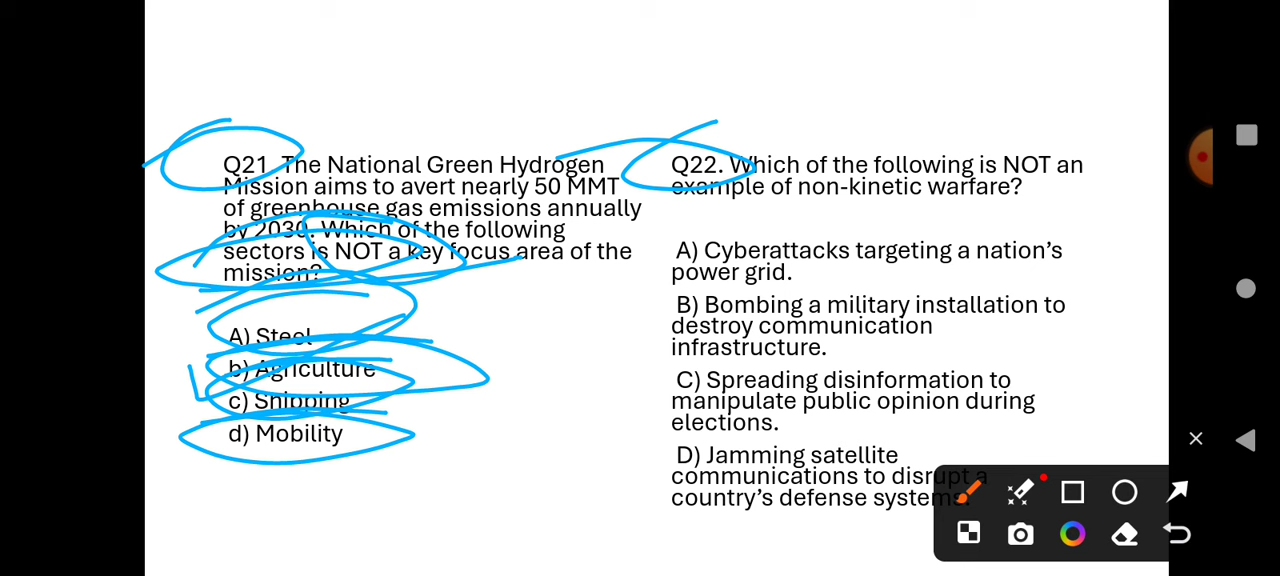 Q21. The National Green Hydrogen
Mission aims to avert nearly 50 MMT
of greenhouse gas emissions annually
by 2030. Which of the following
sectors is NOT a key focus area of the
mission?
A) Steel
b) Agriculture
c) Shipping
d) Mobility
Q22. Which of the following is NOT an
example of non-kinetic warfare?
A) Cyberattacks targeting a nation’s
power grid.
B) Bombing a military installation to
destroy communication
infrastructure.
C) Spreading disinformation to
manipulate public opinion during
elections.
D) Jamming satellite
communications to disrupt a
country’s defense systems.